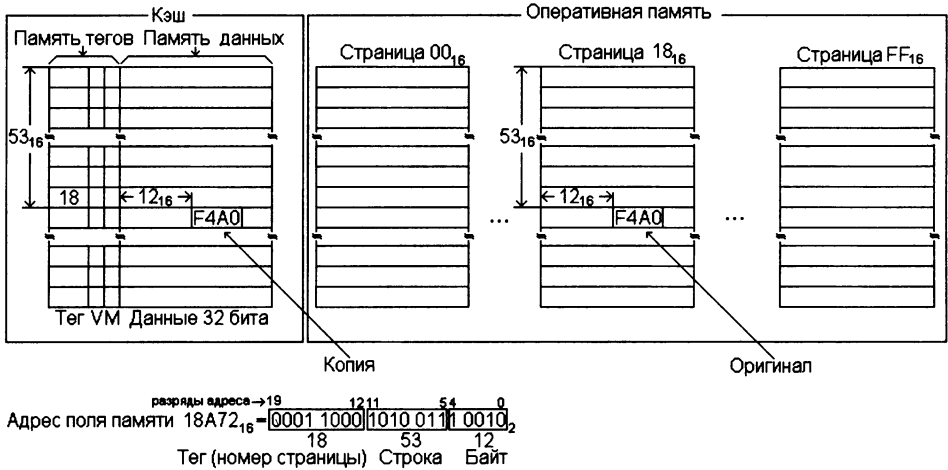 Кэш
Оперативная память
Память тегов Память данных
Страница 00₁₆
Страница 18₁₆
Страница FF₁₆
53₁₆
53₁₆
18
12₁₆
12₁₆
F4A0
...
F4A0
...
Тег VM Данные 32 бита
Копия
Оригинал
разряды адреса→19 12 11 5 4 0
Адрес поля памяти 18A72₁₆= 0001 1000 1010 011 1 0010₂
18 53 12
Тег (номер страницы) Строка Байт